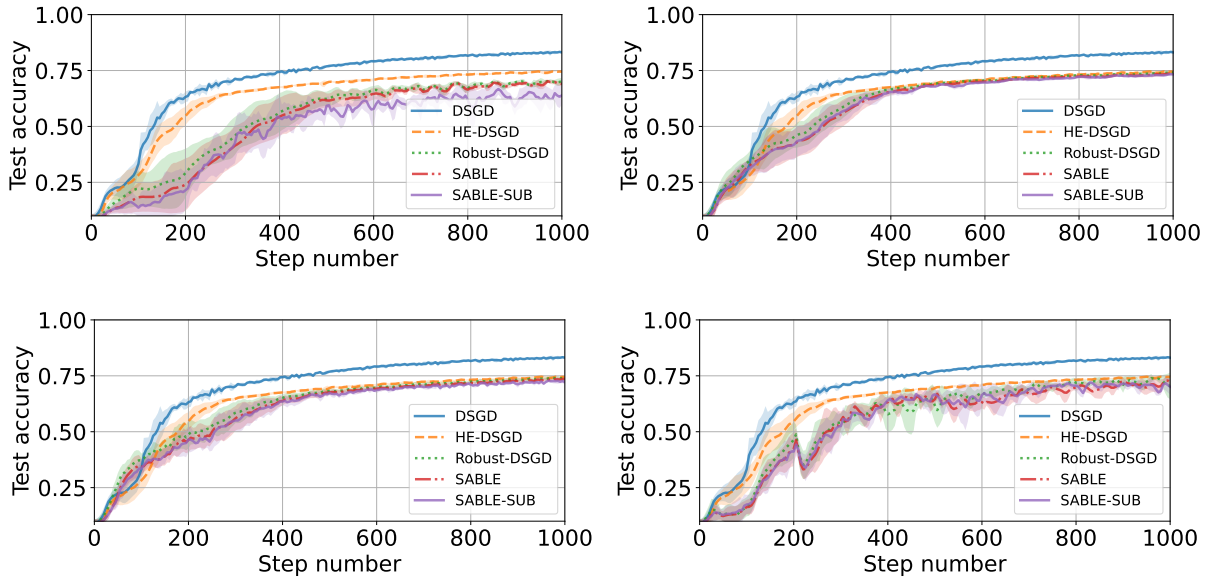 1.00
0.75
0.50
0.25
Test accuracy
DSGD
HE-DSGD
Robust-DSGD
SABLE
SABLE-SUB
0 200 400 600 800 1000
Step number
1.00
0.75
0.50
0.25
Test accuracy
DSGD
HE-DSGD
Robust-DSGD
SABLE
SABLE-SUB
0 200 400 600 800 1000
Step number
1.00
0.75
0.50
0.25
Test accuracy
DSGD
HE-DSGD
Robust-DSGD
SABLE
SABLE-SUB
0 200 400 600 800 1000
Step number
1.00
0.75
0.50
0.25
Test accuracy
DSGD
HE-DSGD
Robust-DSGD
SABLE
SABLE-SUB
0 200 400 600 800 1000
Step number